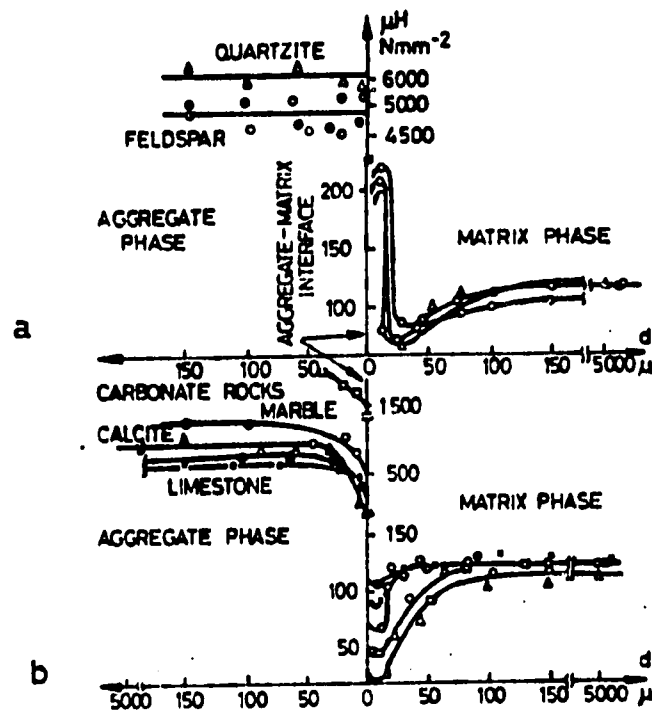 μH
Nmm-2
QUARTZITE
6000
5000
4500
FELDSPAR
200
150
100
AGGREGATE
PHASE
AGGREGATE-MATRIX
INTERFACE
MATRIX PHASE
a
150 100 50 0 50 100 150 5000 d
μ
CARBONATE ROCKS
MARBLE
1500
CALCITE
500
LIMESTONE
MATRIX PHASE
AGGREGATE PHASE
150
100
50
b
5000 150 100 50 0 50 100 150 5000 d
μ